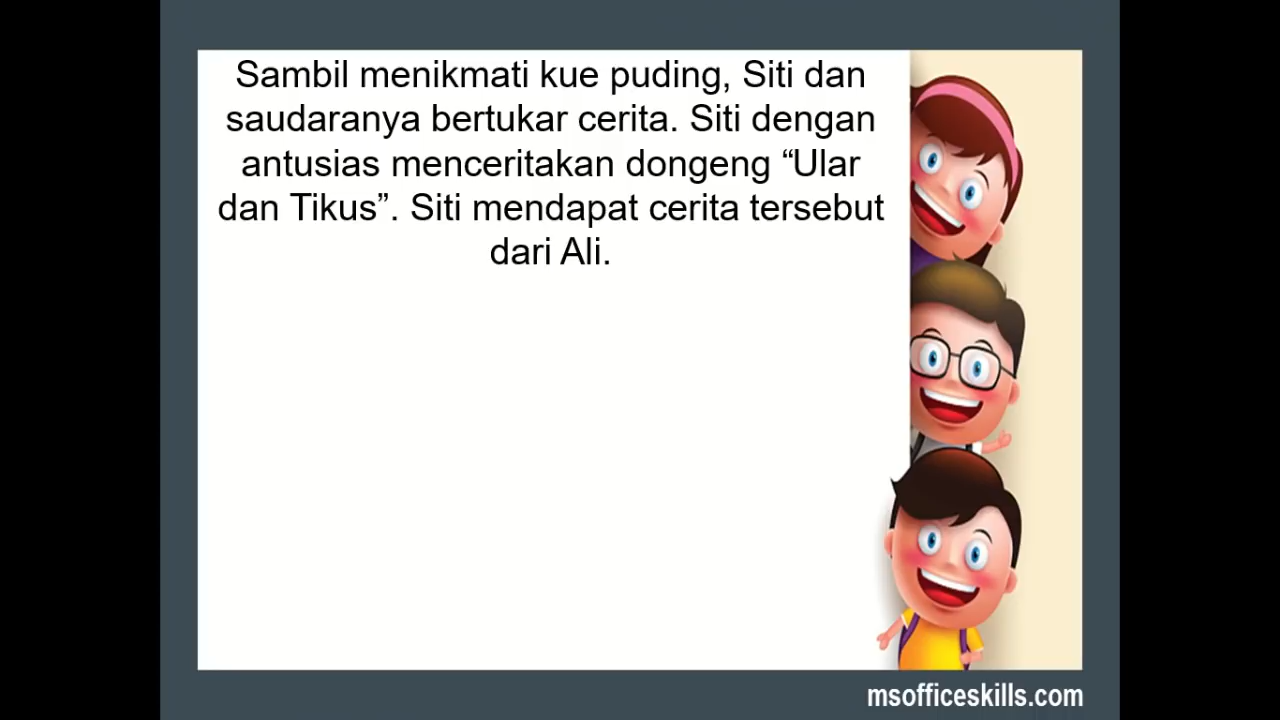 Sambil menikmati kue puding, Siti dan
saudaranya bertukar cerita. Siti dengan
antusias menceritakan dongeng “Ular
dan Tikus”. Siti mendapat cerita tersebut
dari Ali.
msofficeskills.com